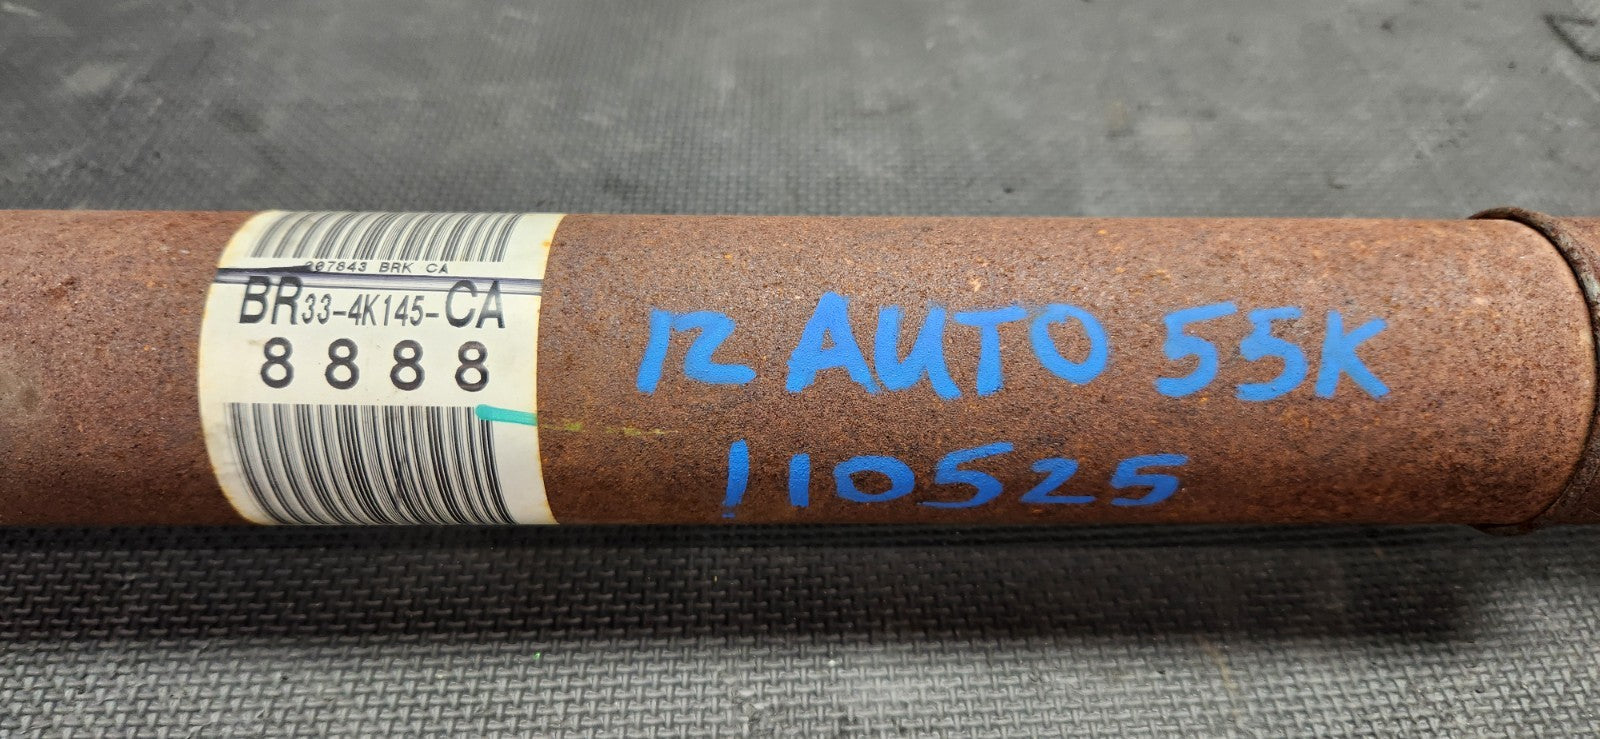 207843 BRK CA
BR33-4K145-CA
8888
12 AUTO 55K
110525